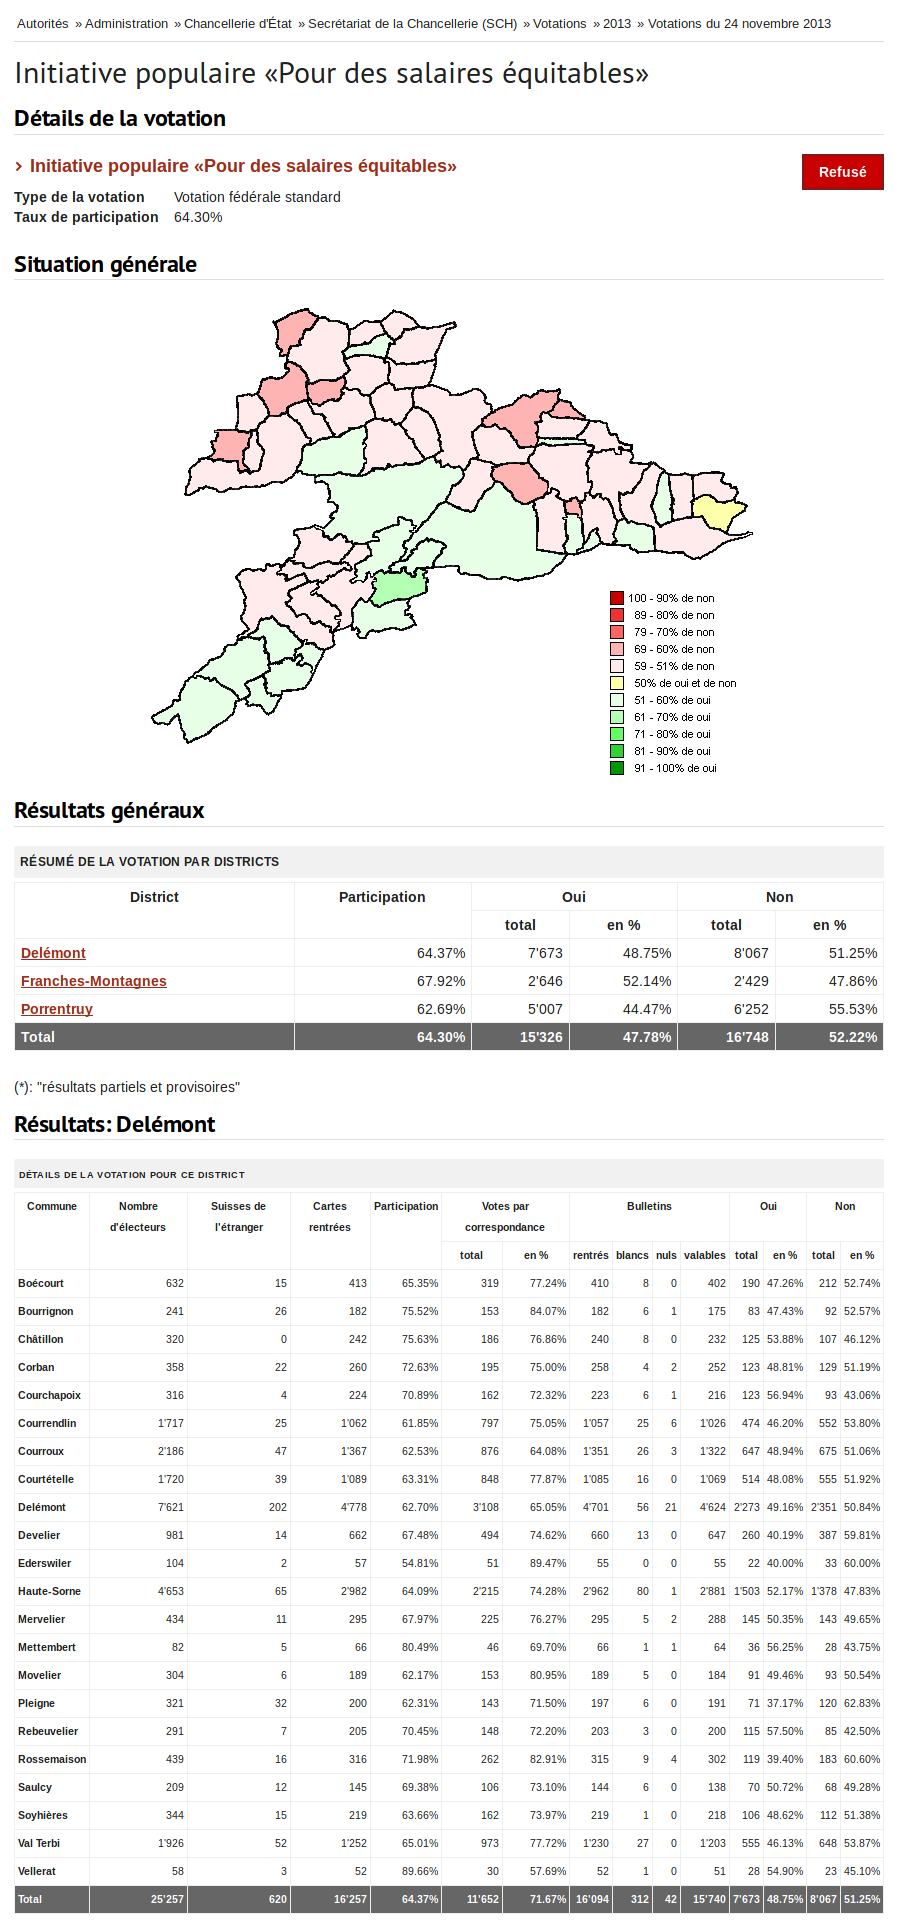 Autorités » Administration » Chancellerie d'État » Secrétariat de la Chancellerie (SCH) » Votations » 2013 » Votations du 24 novembre 2013
Initiative populaire «Pour des salaires équitables»
Détails de la votation
› Initiative populaire «Pour des salaires équitables»
Refusé
Type de la votation Votation fédérale standard
Taux de participation 64.30%
Situation générale
100 - 90% de non
89 - 80% de non
79 - 70% de non
69 - 60% de non
59 - 51% de non
50% de oui et de non
51 - 60% de oui
61 - 70% de oui
71 - 80% de oui
81 - 90% de oui
91 - 100% de oui
Résultats généraux
RÉSUMÉ DE LA VOTATION PAR DISTRICTS
District Participation Oui Non
total en % total en %
Delémont 64.37% 7'673 48.75% 8'067 51.25%
Franches-Montagnes 67.92% 2'646 52.14% 2'429 47.86%
Porrentruy 62.69% 5'007 44.47% 6'252 55.53%
Total 64.30% 15'326 47.78% 16'748 52.22%
(*): "résultats partiels et provisoires"
Résultats: Delémont
DÉTAILS DE LA VOTATION POUR CE DISTRICT
Commune Nombre Suisses de Cartes Participation Votes par Bulletins Oui Non
d'électeurs l'étranger rentrées correspondance
total en % rentrés blancs nuls valables total en % total en %
Boécourt 632 15 413 65.35% 319 77.24% 410 8 0 402 190 47.26% 212 52.74%
Bourrignon 241 26 182 75.52% 153 84.07% 182 6 1 175 83 47.43% 92 52.57%
Châtillon 320 0 242 75.63% 186 76.86% 240 8 0 232 125 53.88% 107 46.12%
Corban 358 22 260 72.63% 195 75.00% 258 4 2 252 123 48.81% 129 51.19%
Courchapoix 316 4 224 70.89% 162 72.32% 223 6 1 216 123 56.94% 93 43.06%
Courrendlin 1'717 25 1'062 61.85% 797 75.05% 1'057 25 6 1'026 474 46.20% 552 53.80%
Courroux 2'186 47 1'367 62.53% 876 64.08% 1'351 26 3 1'322 647 48.94% 675 51.06%
Courtételle 1'720 39 1'089 63.31% 848 77.87% 1'085 16 0 1'069 514 48.08% 555 51.92%
Delémont 7'621 202 4'778 62.70% 3'108 65.05% 4'701 56 21 4'624 2'273 49.16% 2'351 50.84%
Develier 981 14 662 67.48% 494 74.62% 660 13 0 647 260 40.19% 387 59.81%
Ederswiler 104 2 57 54.81% 51 89.47% 55 0 0 55 22 40.00% 33 60.00%
Haute-Sorne 4'653 65 2'982 64.09% 2'215 74.28% 2'962 80 1 2'881 1'503 52.17% 1'378 47.83%
Mervelier 434 11 295 67.97% 225 76.27% 295 5 2 288 145 50.35% 143 49.65%
Mettembert 82 5 66 80.49% 46 69.70% 66 1 1 64 36 56.25% 28 43.75%
Movelier 304 6 189 62.17% 153 80.95% 189 5 0 184 91 49.46% 93 50.54%
Pleigne 321 32 200 62.31% 143 71.50% 197 6 0 191 71 37.17% 120 62.83%
Rebeuvelier 291 7 205 70.45% 148 72.20% 203 3 0 200 115 57.50% 85 42.50%
Rossemaison 439 16 316 71.98% 262 82.91% 315 9 4 302 119 39.40% 183 60.60%
Saulcy 209 12 145 69.38% 106 73.10% 144 6 0 138 70 50.72% 68 49.28%
Soyhières 344 15 219 63.66% 162 73.97% 219 1 0 218 106 48.62% 112 51.38%
Val Terbi 1'926 52 1'252 65.01% 973 77.72% 1'230 27 0 1'203 555 46.13% 648 53.87%
Vellerat 58 3 52 89.66% 30 57.69% 52 1 0 51 28 54.90% 23 45.10%
Total 25'257 620 16'257 64.37% 11'652 71.67% 16'094 312 42 15'740 7'673 48.75% 8'067 51.25%